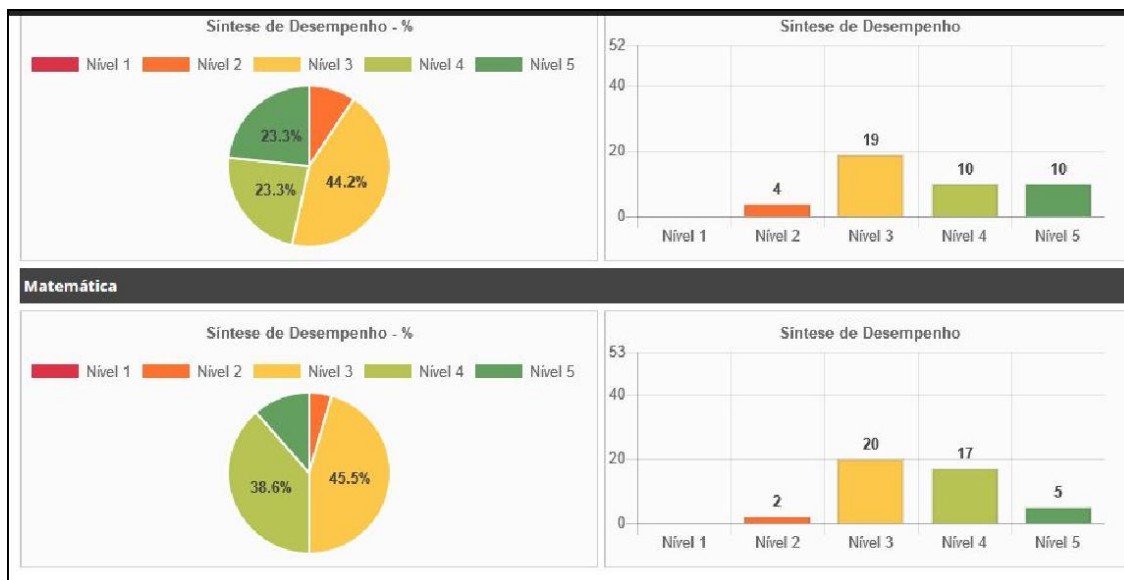 Síntese de Desempenho - %
Nível 1 Nível 2 Nível 3 Nível 4 Nível 5
23.3%
44.2%
23.3%
Síntese de Desempenho
52
40
20
0
4
19
10
10
Nível 1 Nível 2 Nível 3 Nível 4 Nível 5
Matemática
Síntese de Desempenho - %
Nível 1 Nível 2 Nível 3 Nível 4 Nível 5
38.6%
45.5%
Síntese de Desempenho
53
40
20
0
2
20
17
5
Nível 1 Nível 2 Nível 3 Nível 4 Nível 5